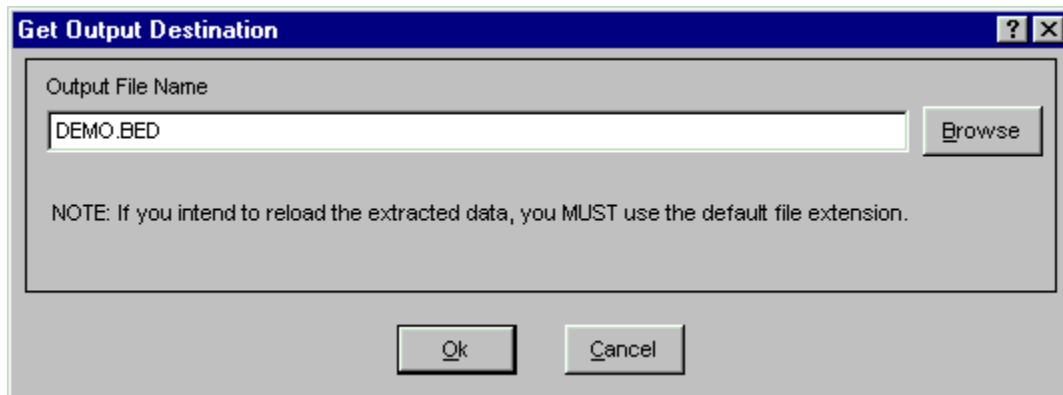 Get Output Destination
Output File Name
DEMO.BED
Browse
NOTE: If you intend to reload the extracted data, you MUST use the default file extension.
Ok
Cancel